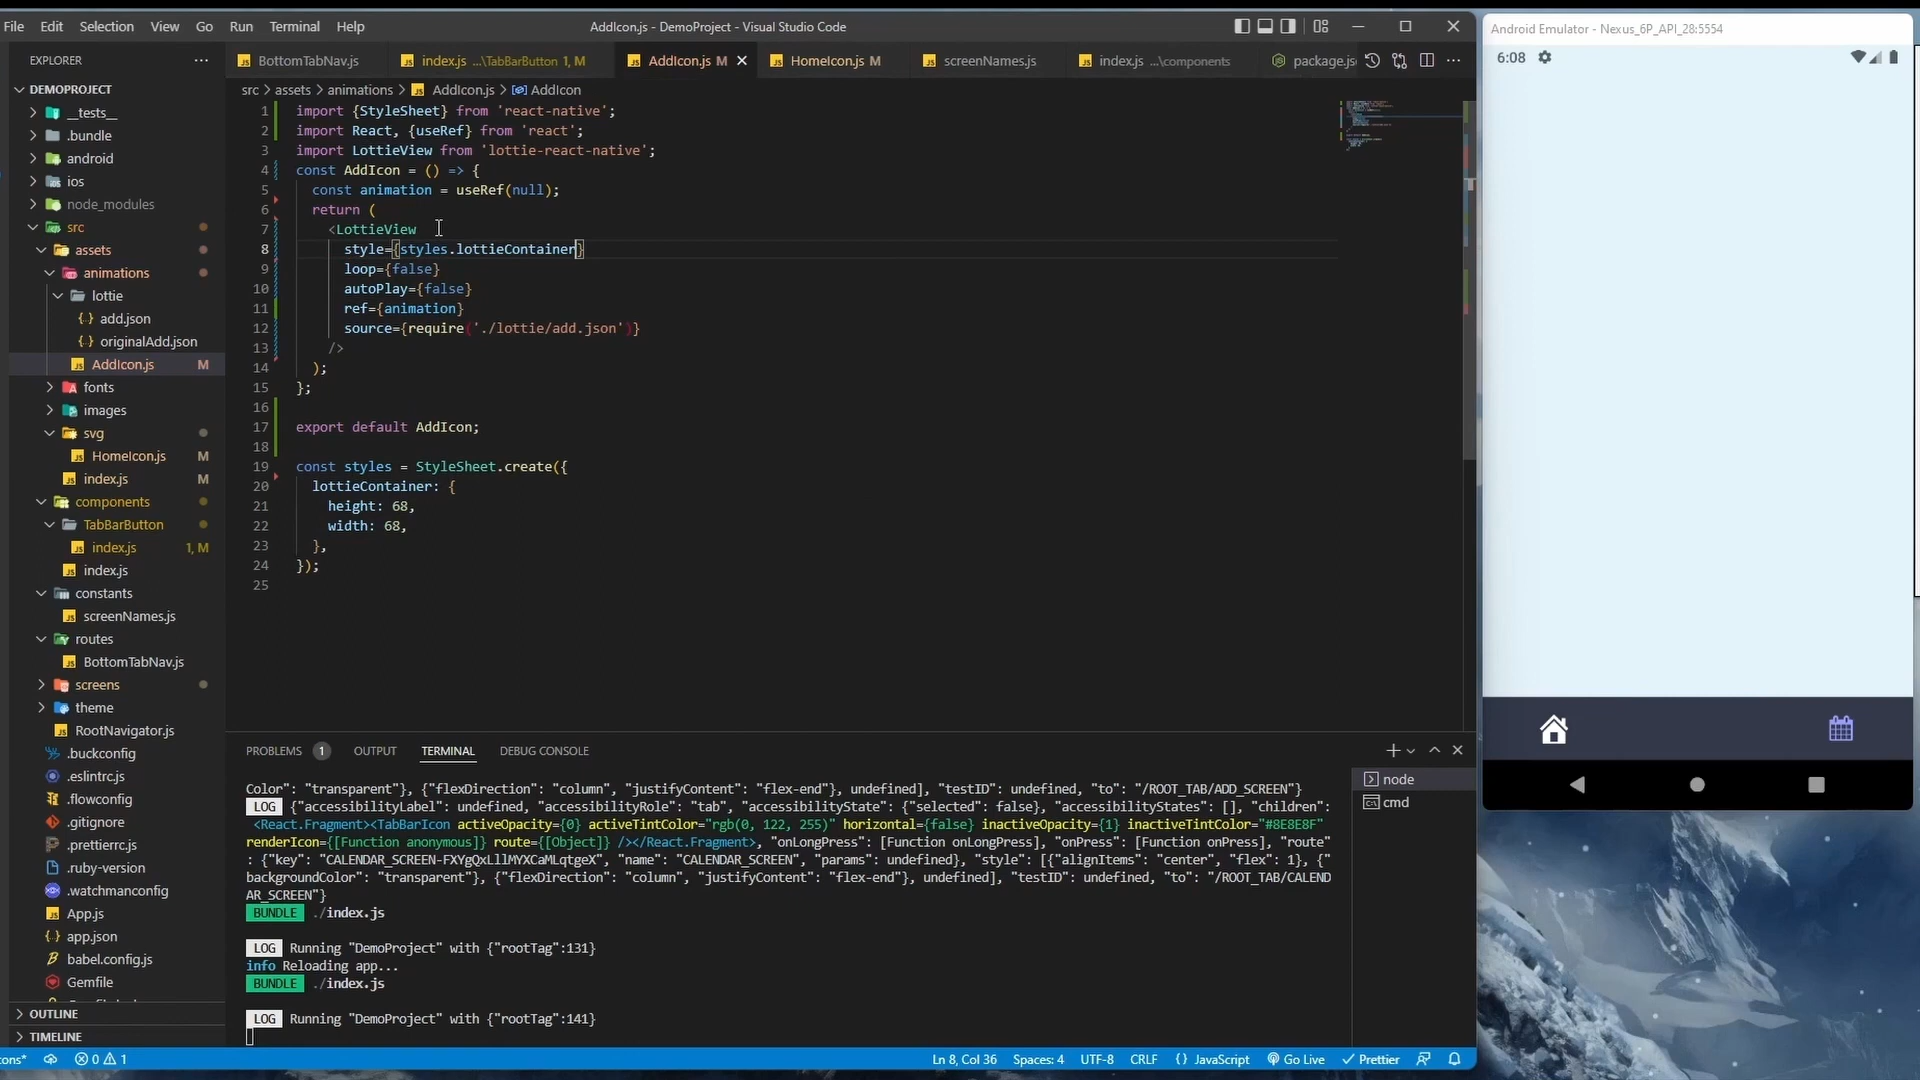 File Edit Selection View Go Run Terminal Help
AddIcon.js - DemoProject - Visual Studio Code
Android Emulator - Nexus_6P_API_28:5554
6:08
EXPLORER
DEMOPROJECT
__tests__
.bundle
android
ios
node_modules
src
assets
animations
lottie
add.json
originalAdd.json
AddIcon.js M
fonts
images
svg
HomeIcon.js M
index.js M
components
TabBarButton
index.js 1, M
index.js
constants
screenNames.js
routes
BottomTabNav.js
screens
theme
RootNavigator.js
.buckconfig
.eslintrc.js
.flowconfig
.gitignore
.prettierrc.js
.ruby-version
.watchmanconfig
App.js
app.json
babel.config.js
Gemfile
OUTLINE
TIMELINE
BottomTabNav.js index.js ...\TabBarButton 1, M AddIcon.js M HomeIcon.js M screenNames.js index.js ...\components package.js
src > assets > animations > AddIcon.js > AddIcon
1 import {StyleSheet} from 'react-native';
2 import React, {useRef} from 'react';
3 import LottieView from 'lottie-react-native';
4 const AddIcon = () => {
5 const animation = useRef(null);
6 return (
7 <LottieView
8 style={styles.lottieContainer}
9 loop={false}
10 autoPlay={false}
11 ref={animation}
12 source={require('./lottie/add.json')}
13 />
14 );
15 };
16
17 export default AddIcon;
18
19 const styles = StyleSheet.create({
20 lottieContainer: {
21 height: 68,
22 width: 68,
23 },
24 });
25
PROBLEMS 1 OUTPUT TERMINAL DEBUG CONSOLE
node
cmd
Color": "transparent"}, {"flexDirection": "column", "justifyContent": "flex-end"}, undefined], "testID": undefined, "to": "/ROOT_TAB/ADD_SCREEN"}
LOG {"accessibilityLabel": undefined, "accessibilityRole": "tab", "accessibilityState": {"selected": false}, "accessibilityStates": [], "children":
<React.Fragment><TabBarIcon activeOpacity={0} activeTintColor="rgb(0, 122, 255)" horizontal={false} inactiveOpacity={1} inactiveTintColor="#8E8E8F"
renderIcon={[Function anonymous]} route={[Object]} /></React.Fragment>, "onLongPress": [Function onLongPress], "onPress": [Function onPress], "route"
: {"key": "CALENDAR_SCREEN-FXYgQxLllMYXCaMLqtgeX", "name": "CALENDAR_SCREEN", "params": undefined}, "style": [{"alignItems": "center", "flex": 1}, {"
backgroundColor": "transparent"}, {"flexDirection": "column", "justifyContent": "flex-end"}, undefined], "testID": undefined, "to": "/ROOT_TAB/CALEND
AR_SCREEN"}
BUNDLE ./index.js
LOG Running "DemoProject" with {"rootTag":131}
info Reloading app...
BUNDLE ./index.js
LOG Running "DemoProject" with {"rootTag":141}
cons* 0 1 Ln 8, Col 36 Spaces: 4 UTF-8 CRLF {} JavaScript Go Live Prettier